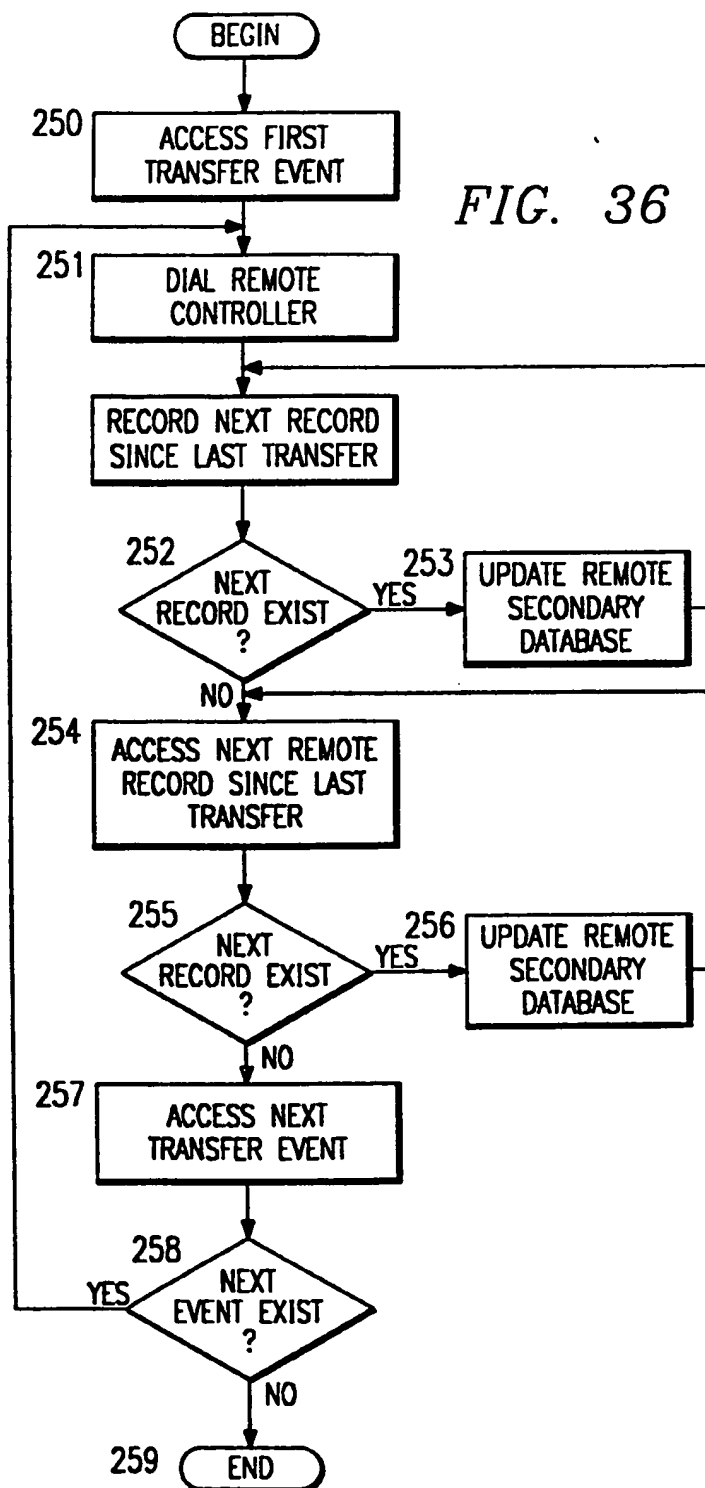 BEGIN
250
ACCESS FIRST
TRANSFER EVENT
FIG. 36
251
DIAL REMOTE
CONTROLLER
RECORD NEXT RECORD
SINCE LAST TRANSFER
252
NEXT
RECORD EXIST
?
YES
253
UPDATE REMOTE
SECONDARY
DATABASE
NO
254
ACCESS NEXT REMOTE
RECORD SINCE LAST
TRANSFER
255
NEXT
RECORD EXIST
?
YES
256
UPDATE REMOTE
SECONDARY
DATABASE
NO
257
ACCESS NEXT
TRANSFER EVENT
258
YES
NEXT
EVENT EXIST
?
NO
259
END